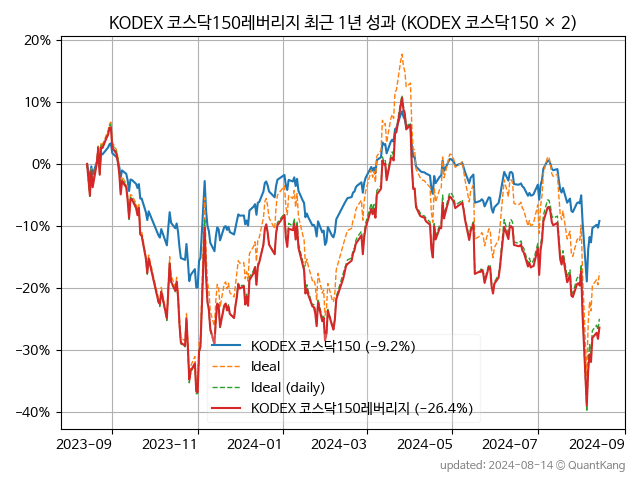 KODEX 코스닥150레버리지 최근 1년 성과 (KODEX 코스닥150 × 2)
20%
10%
0%
−10%
−20%
−30%
−40%
KODEX 코스닥150 (−9.2%)
Ideal
Ideal (daily)
KODEX 코스닥150레버리지 (−26.4%)
2023-09
2023-11
2024-01
2024-03
2024-05
2024-07
2024-09
updated: 2024-08-14 ⓒ QuantKang